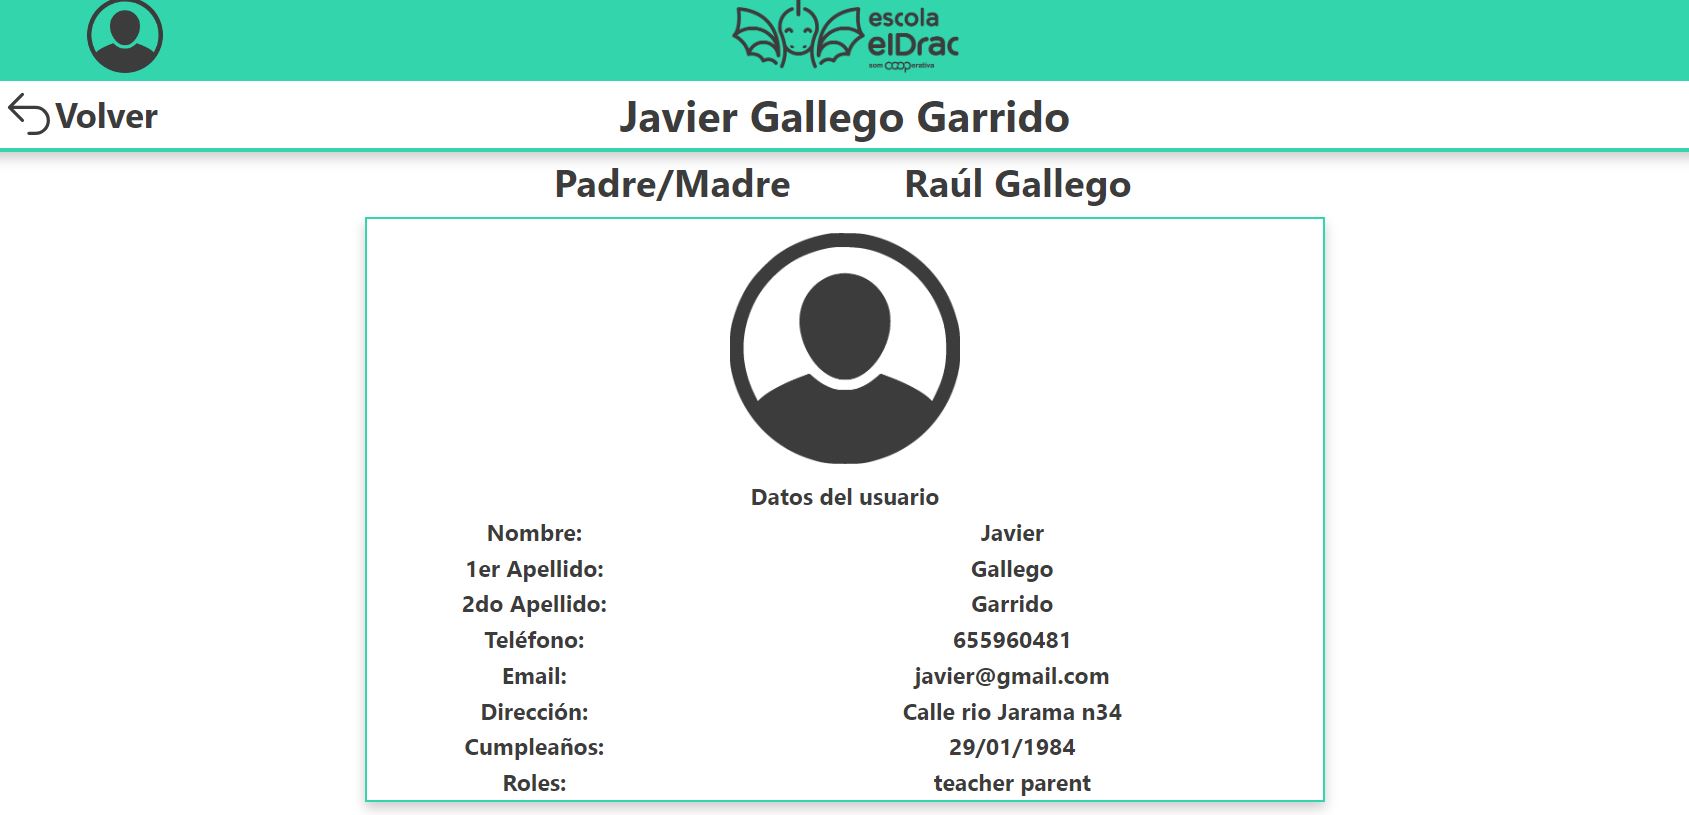 escola
elDrac
som cooperativa
Volver
Javier Gallego Garrido
Padre/Madre Raúl Gallego
Datos del usuario
Nombre: Javier
1er Apellido: Gallego
2do Apellido: Garrido
Teléfono: 655960481
Email: javier@gmail.com
Dirección: Calle rio Jarama n34
Cumpleaños: 29/01/1984
Roles: teacher parent